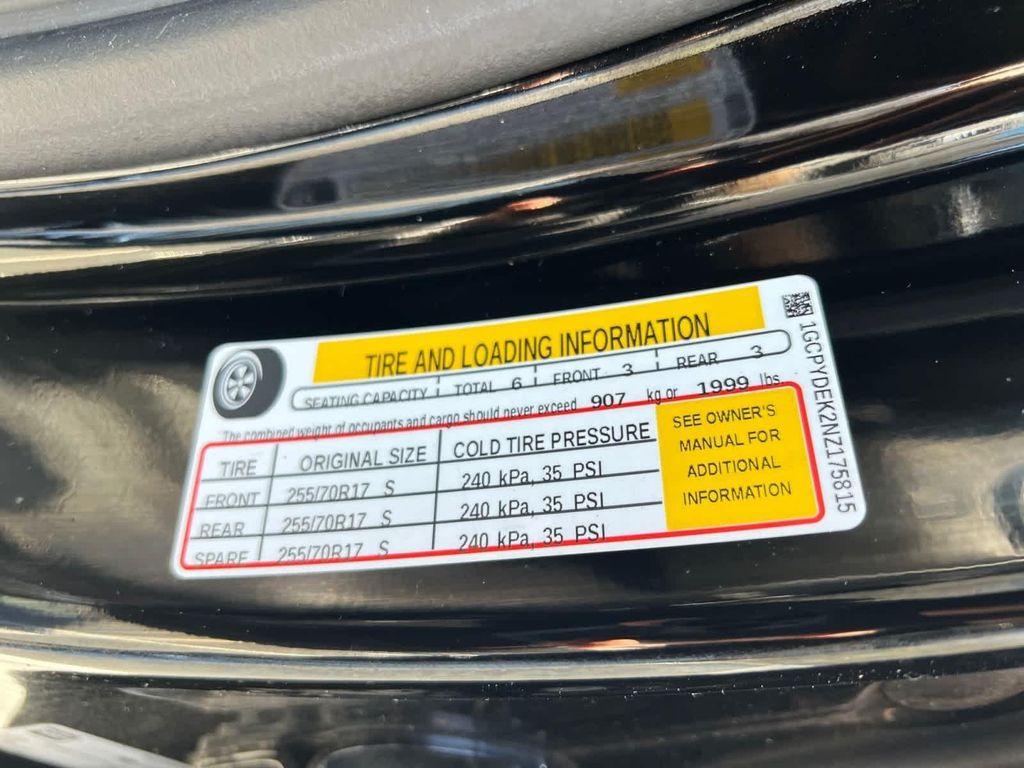 TIRE AND LOADING INFORMATION
SEATING CAPACITY TOTAL 6 FRONT 3 REAR 3
The combined weight of occupants and cargo should never exceed 907 kg or 1999 lbs
TIRE ORIGINAL SIZE COLD TIRE PRESSURE
FRONT 255/70R17 S 240 kPa, 35 PSI
REAR 255/70R17 S 240 kPa, 35 PSI
SPARE 255/70R17 S 240 kPa, 35 PSI
SEE OWNER'S
MANUAL FOR
ADDITIONAL
INFORMATION
1GCPYDEK2NZ175815